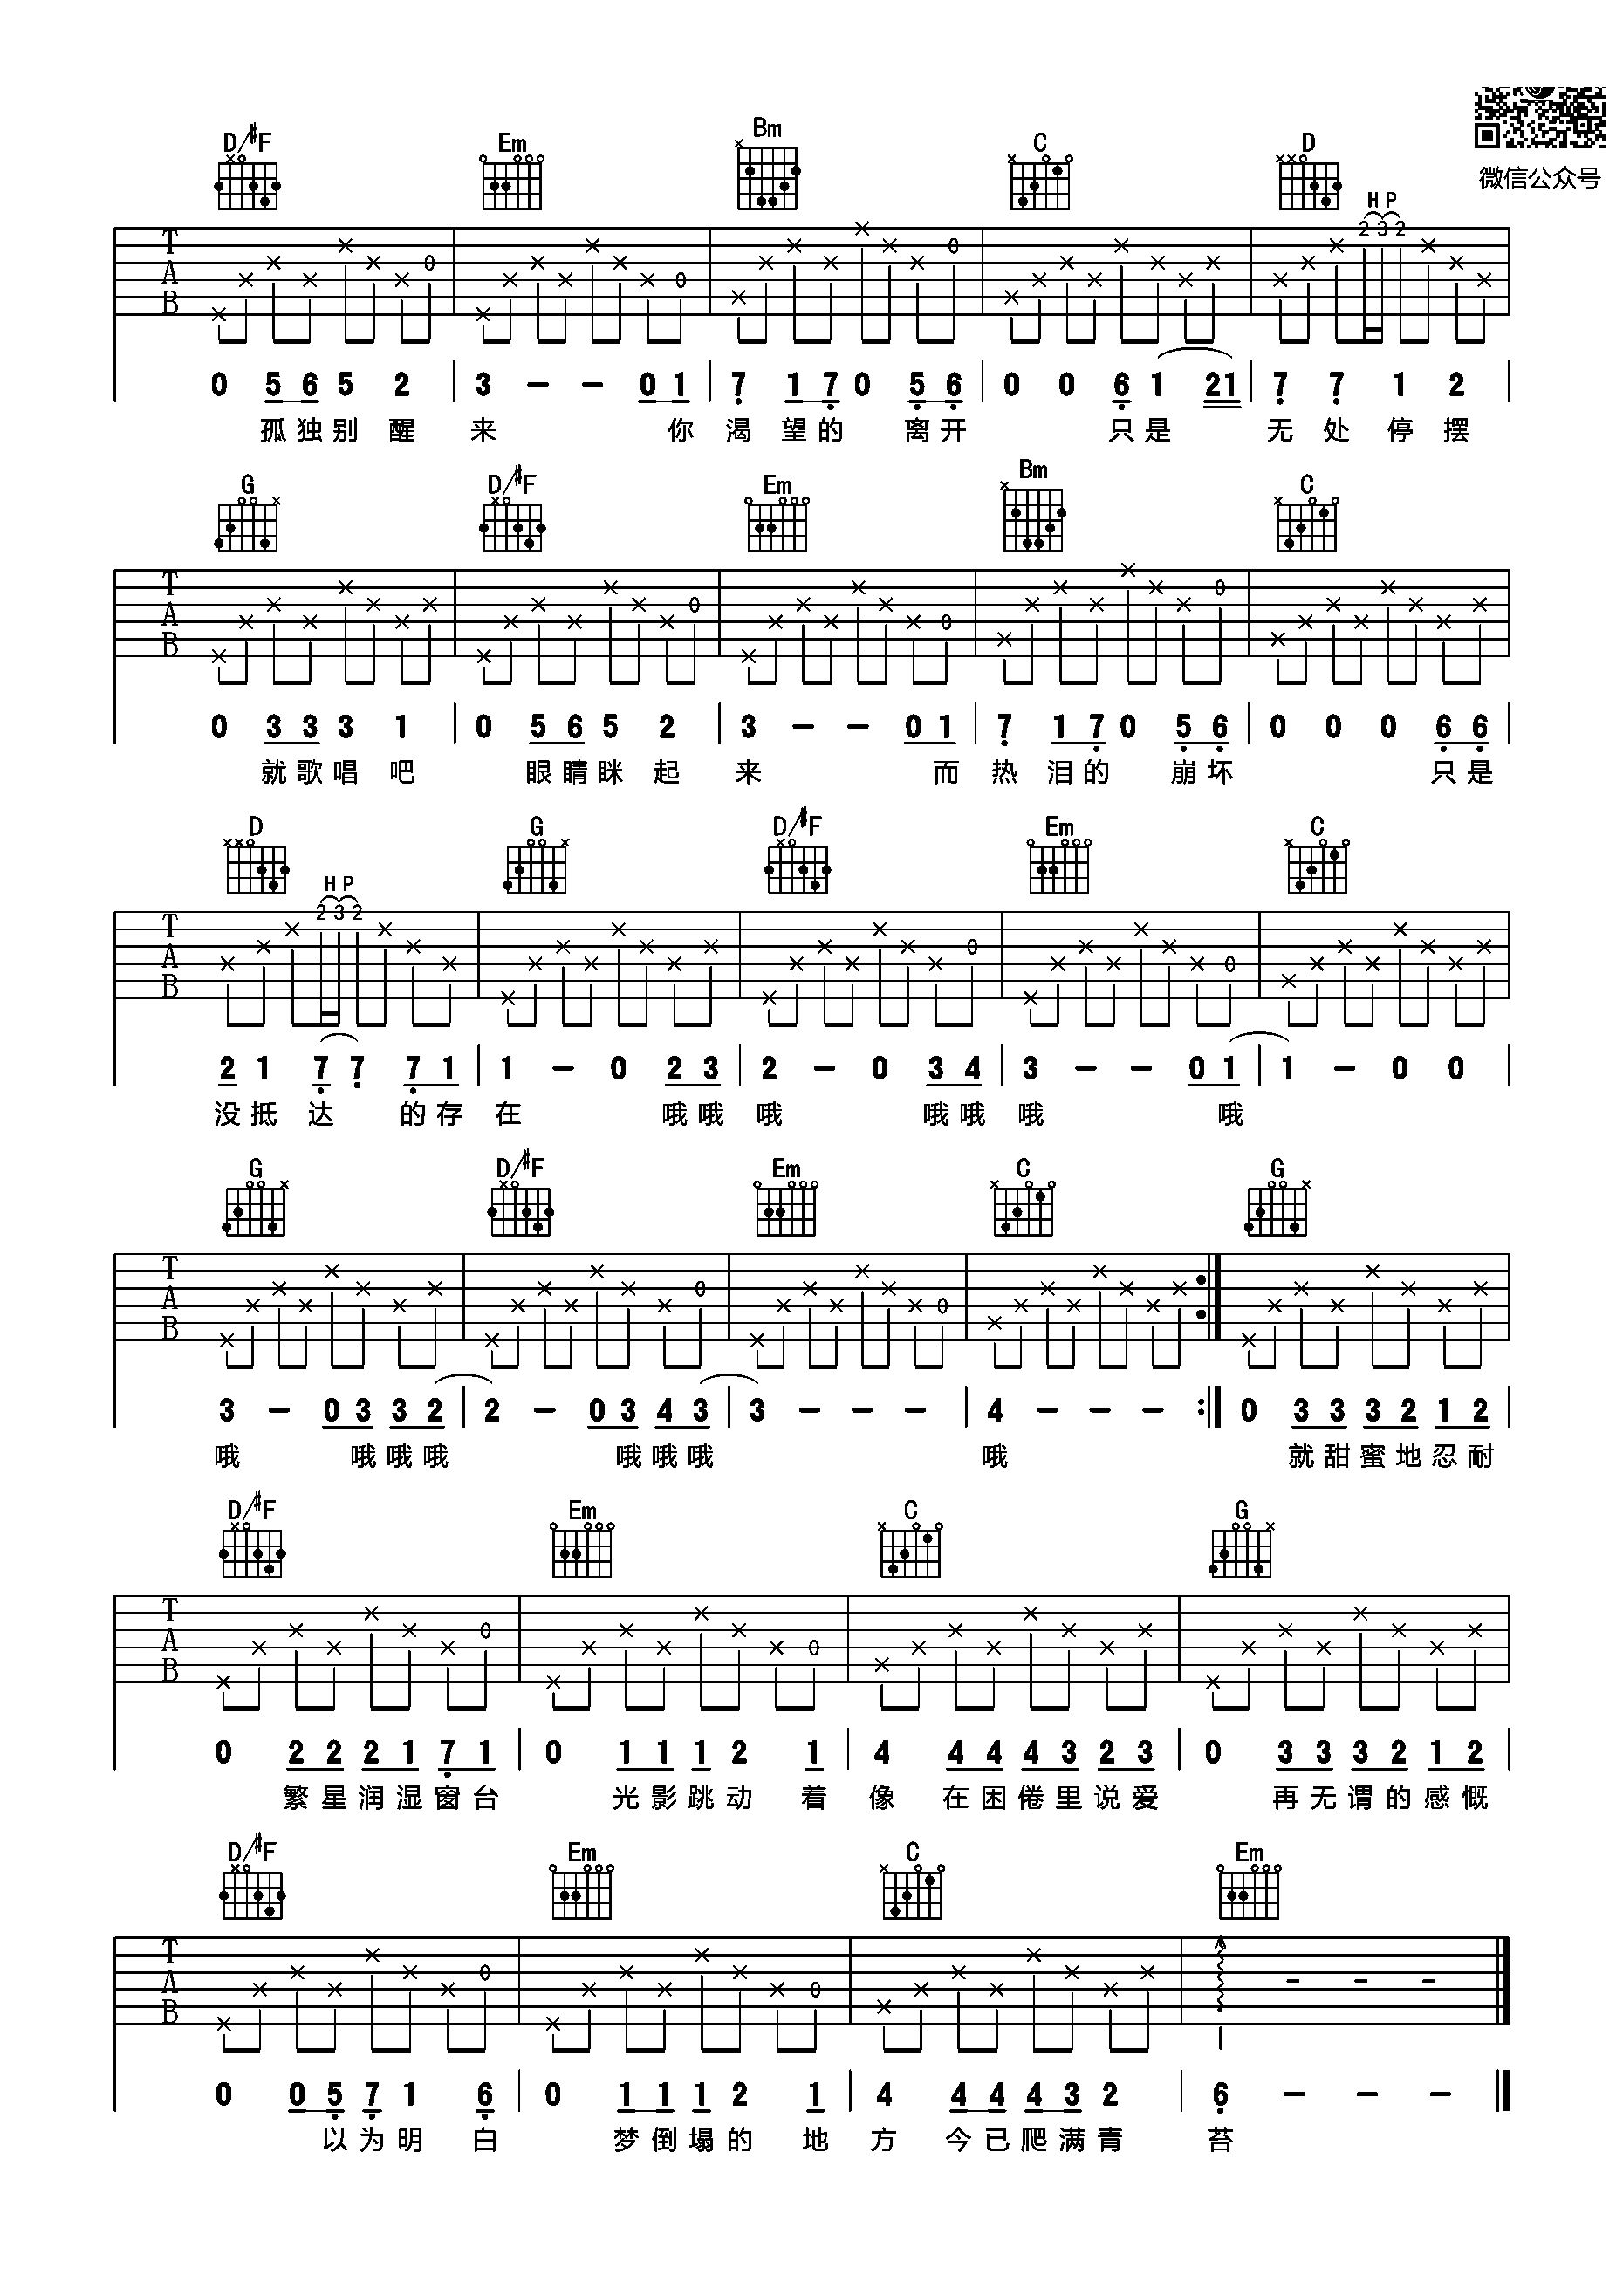 微信公众号
D/#F Em Bm C D
H P
2 3 2
T A B
0 5 6 5 2 | 3 - - 0 1 | 7 1 7 0 5 6 | 0 0 6 1 21 | 7 7 1 2 |
孤独别醒来 你渴望的离开 只是无处停摆
G D/#F Em Bm C
T A B
0 3 3 3 1 | 0 5 6 5 2 | 3 - - 0 1 | 7 1 7 0 5 6 | 0 0 0 6 6 |
就歌唱吧 眼睛眯起来 而热泪的崩坏 只是
D G D/#F Em C
H P
2 3 2
T A B
2 1 7 7 7 1 | 1 - 0 2 3 | 2 - 0 3 4 | 3 - - 0 1 | 1 - 0 0 |
没抵达的存在 哦哦哦 哦哦哦 哦
G D/#F Em C G
T A B
3 - 0 3 3 2 | 2 - 0 3 4 3 | 3 - - - | 4 - - - :| 0 3 3 3 2 1 2
哦 哦哦哦 哦哦哦 哦 就甜蜜地忍耐
D/#F Em C G
T A B
0 2 2 2 1 7 1 | 0 1 1 1 2 1 | 4 4 4 4 3 2 3 | 0 3 3 3 2 1 2 |
繁星润湿窗台 光影跳动着像在困倦里说爱 再无谓的感慨
D/#F Em C Em
T A B
0 0 5 7 1 6 | 0 1 1 1 2 1 | 4 4 4 4 3 2 | 6 - - - ||
以为明白 梦倒塌的地方今已爬满青苔